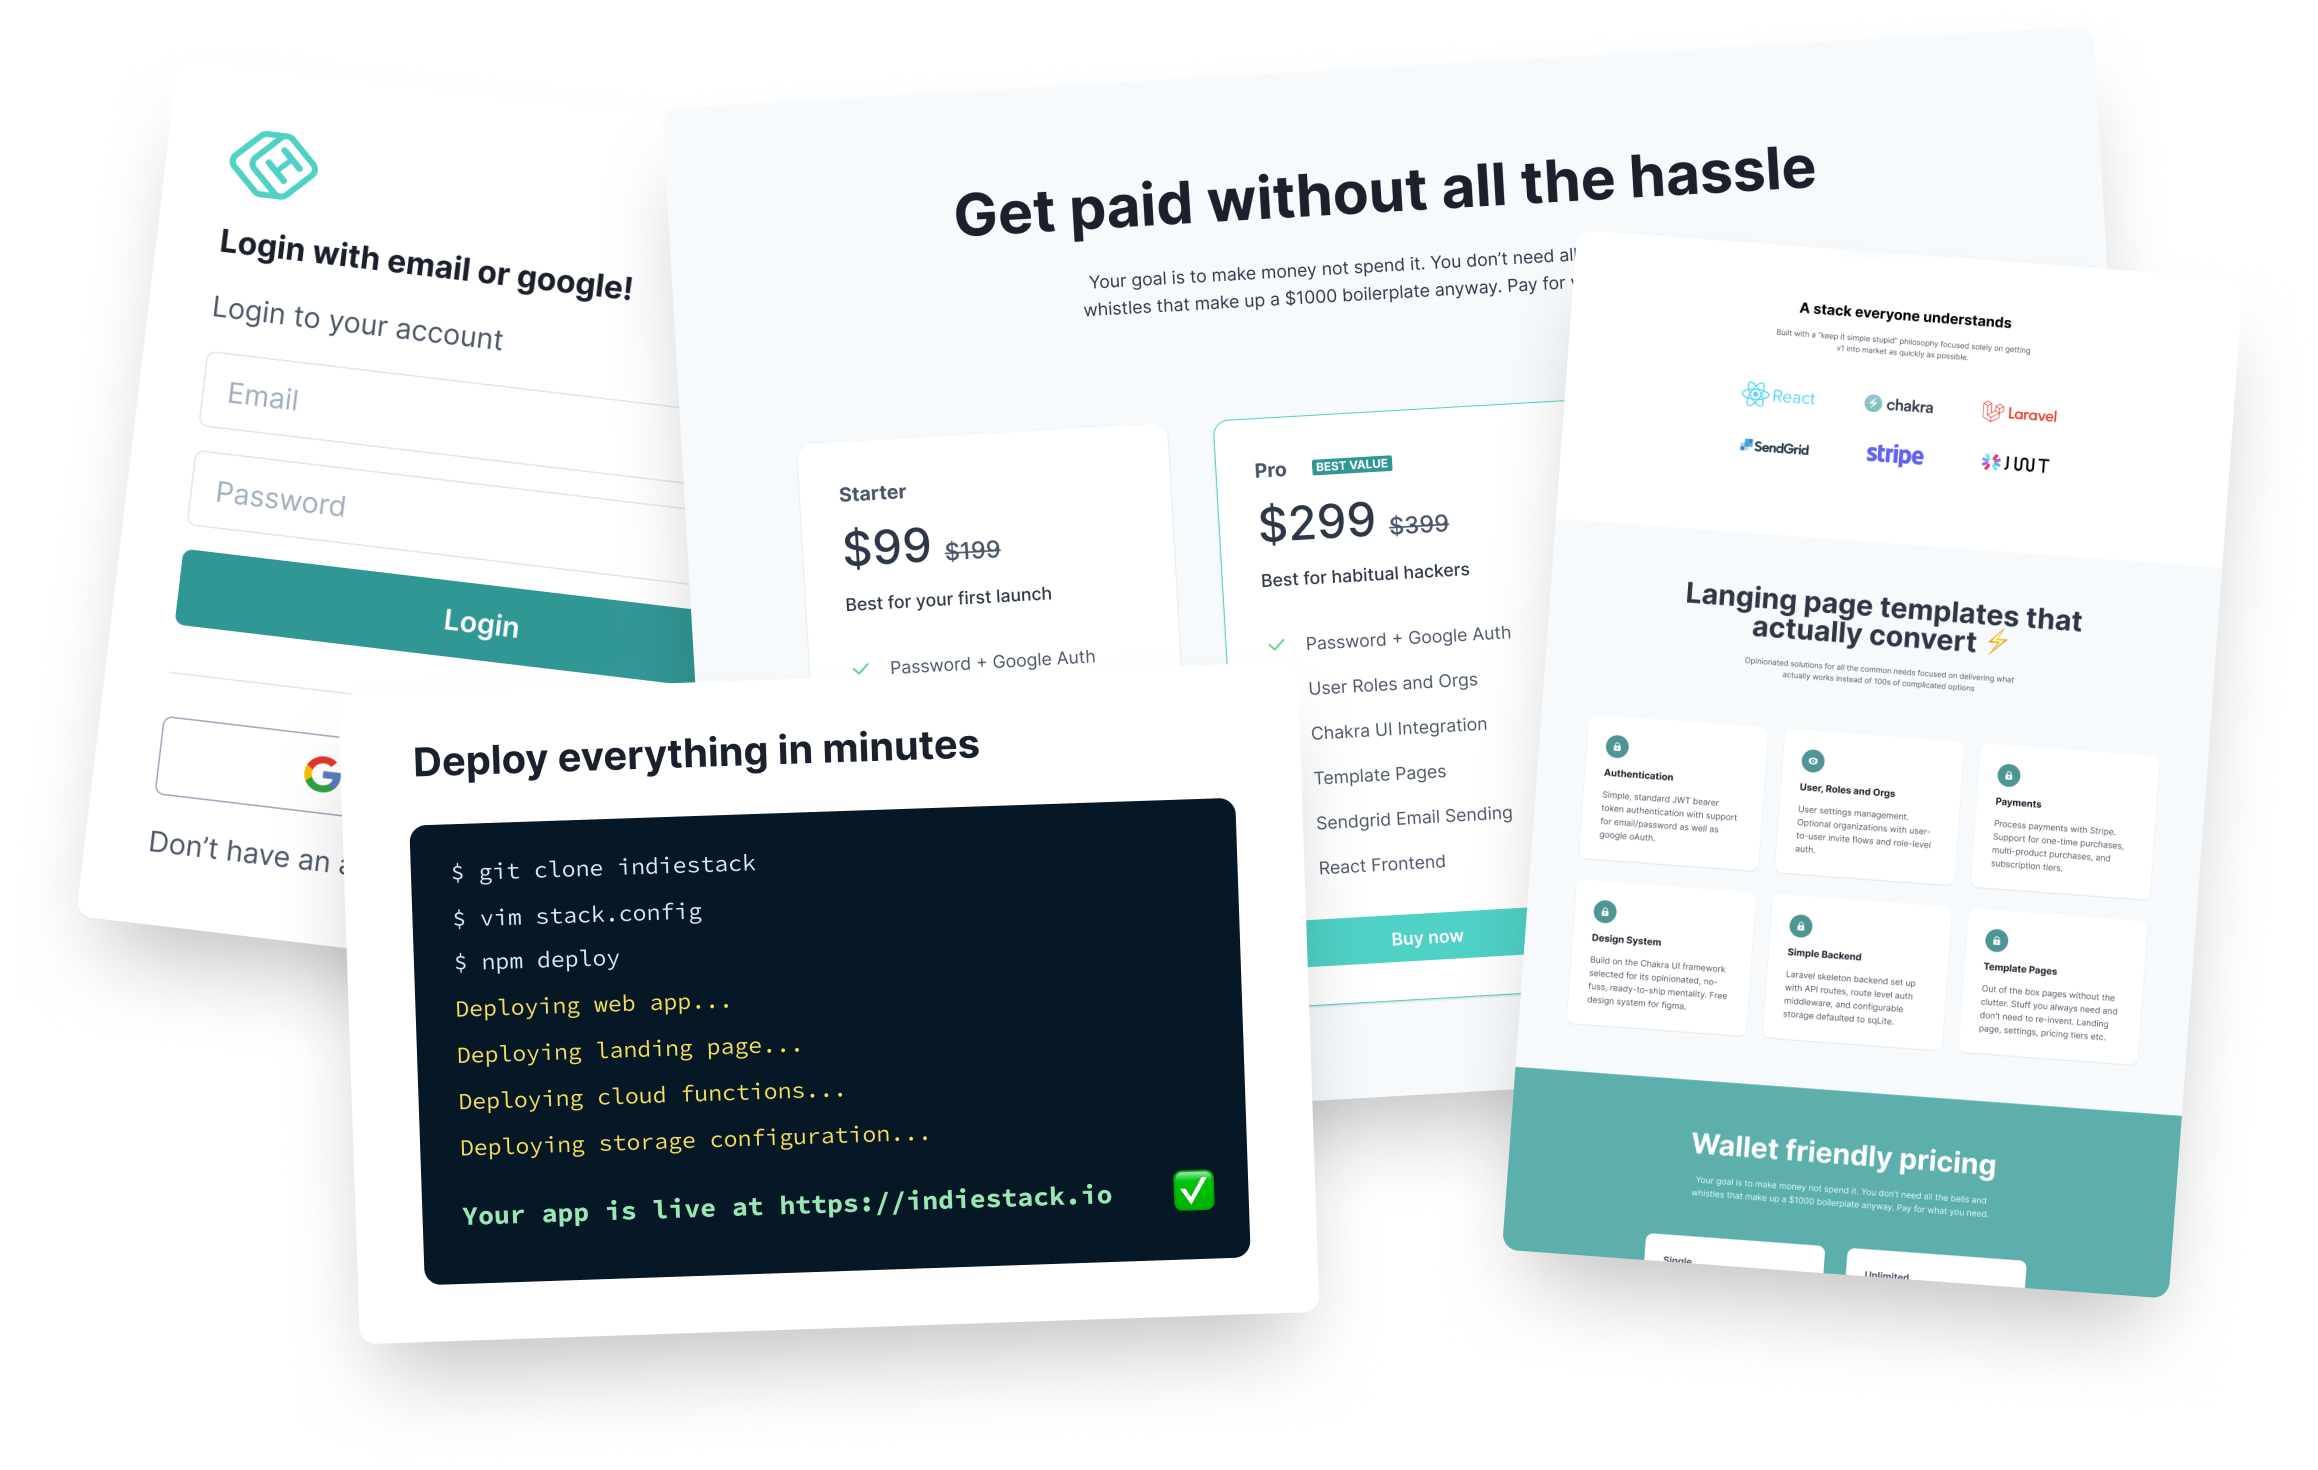 Login with email or google!
Login to your account
Email
Password
Login
Don't have an
Get paid without all the hassle
Your goal is to make money not spend it. You don't need all
whistles that make up a $1000 boilerplate anyway. Pay for
Starter
$99 $199
Best for your first launch
Password + Google Auth
Pro BEST VALUE
$299 $399
Best for habitual hackers
Password + Google Auth
User Roles and Orgs
Chakra UI Integration
Template Pages
Sendgrid Email Sending
React Frontend
Buy now
Deploy everything in minutes
$ git clone indiestack
$ vim stack.config
$ npm deploy
Deploying web app...
Deploying landing page...
Deploying cloud functions...
Deploying storage configuration...
Your app is live at https://indiestack.io
A stack everyone understands
Built with a "keep it simple stupid" philosophy focused solely on getting
v1 into market as quickly as possible.
React chakra Laravel
SendGrid stripe JWT
Langing page templates that
actually convert ⚡
Opinionated solutions for all the common needs focused on delivering what
actually works instead of 100s of complicated options
Authentication
Simple, standard JWT bearer
token authentication with support
for email/password as well as
google oAuth.
User, Roles and Orgs
User settings management.
Optional organizations with user-
to-user invite flows and role-level
auth.
Payments
Process payments with Stripe.
Support for one-time purchases,
multi-product purchases, and
subscription tiers.
Design System
Build on the Chakra UI framework
selected for its opinionated, no-
fuss, ready-to-ship mentality. Free
design system for figma.
Simple Backend
Laravel skeleton backend set up
with API routes, route level auth
middleware, and configurable
storage defaulted to sqLite.
Template Pages
Out of the box pages without the
clutter. Stuff you always need and
don't need to re-invent. Landing
page, settings, pricing tiers etc.
Wallet friendly pricing
Your goal is to make money not spend it. You don't need all the bells and
whistles that make up a $1000 boilerplate anyway. Pay for what you need.
Single
Unlimited